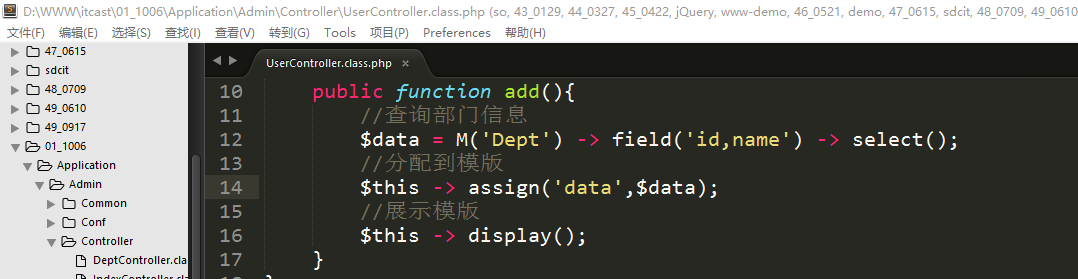 D:\WWW\itcast\01_1006\Application\Admin\Controller\UserController.class.php (so, 43_0129, 44_0327, 45_0422, jQuery, www-demo, 46_0521, demo, 47_0615, sdcit, 48_0709, 49_0610
文件(F) 编辑(E) 选择(S) 查找(I) 查看(V) 转到(G) Tools 项目(P) Preferences 帮助(H)
47_0615
sdcit
48_0709
49_0610
49_0917
01_1006
Application
Admin
Common
Conf
Controller
DeptController.cla
IndexController.cla
UserController.class.php ×
10 public function add(){
11 //查询部门信息
12 $data = M('Dept') -> field('id,name') -> select();
13 //分配到模版
14 $this -> assign('data',$data);
15 //展示模版
16 $this -> display();
17 }
18 }